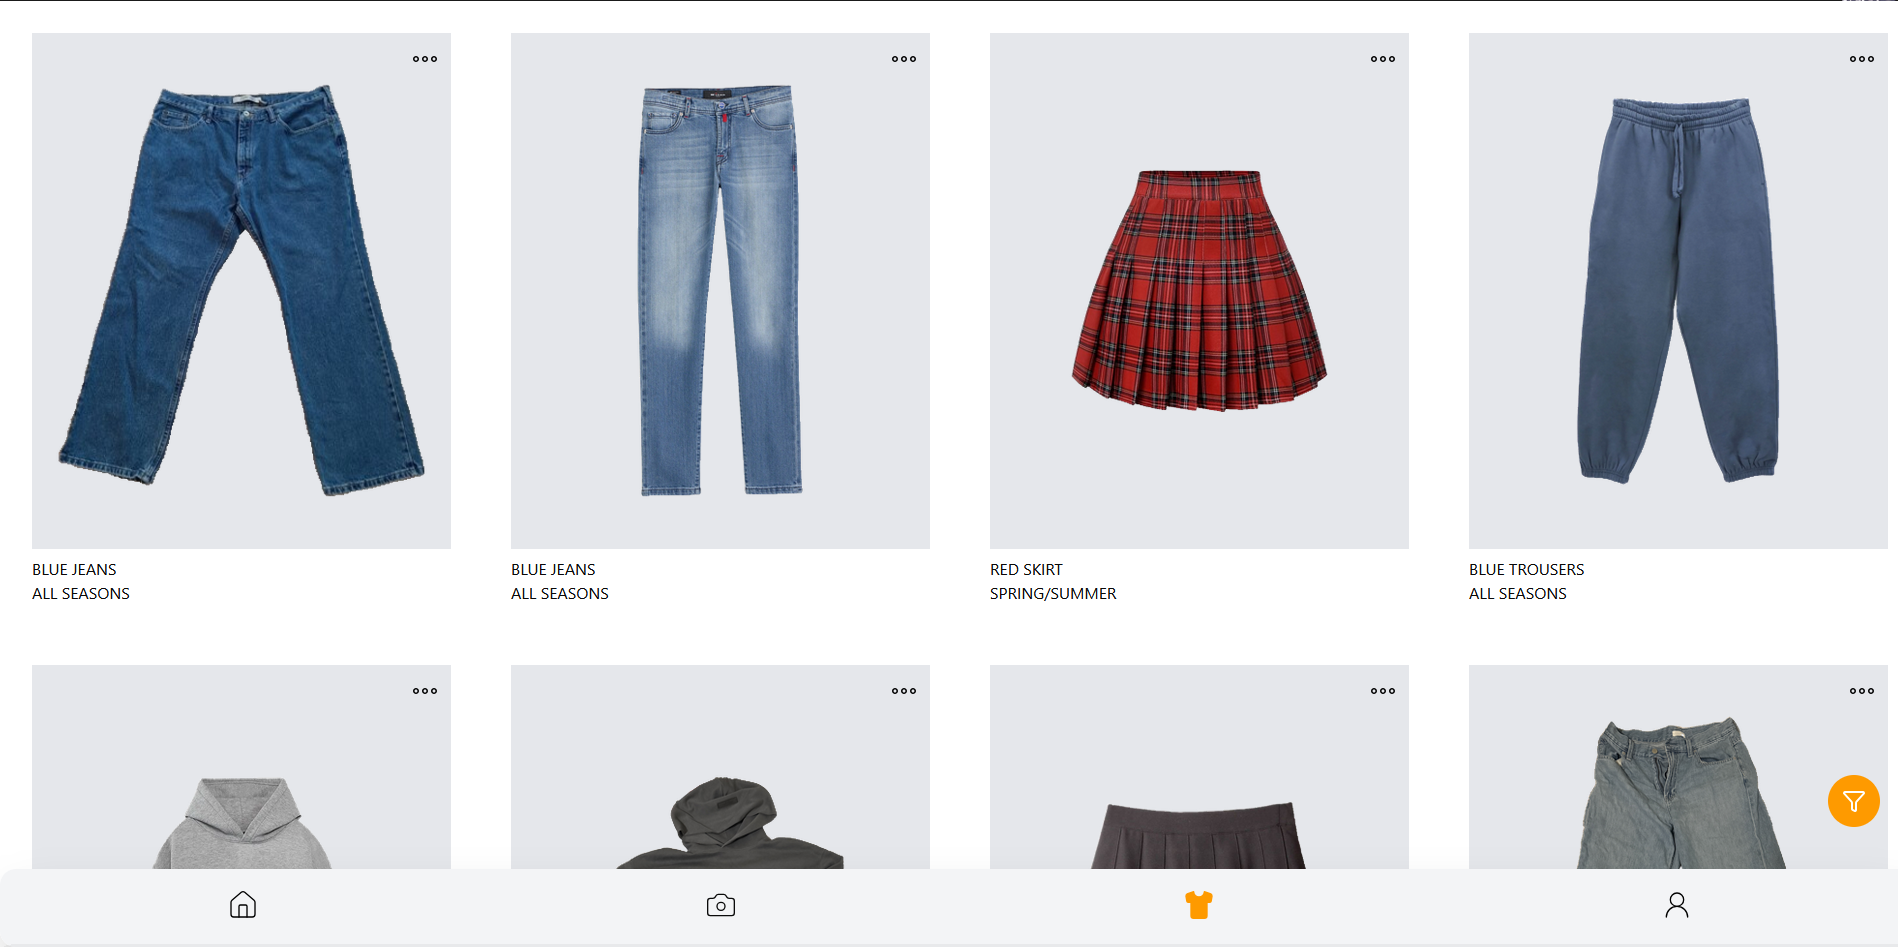 BLUE JEANS
ALL SEASONS
BLUE JEANS
ALL SEASONS
RED SKIRT
SPRING/SUMMER
BLUE TROUSERS
ALL SEASONS